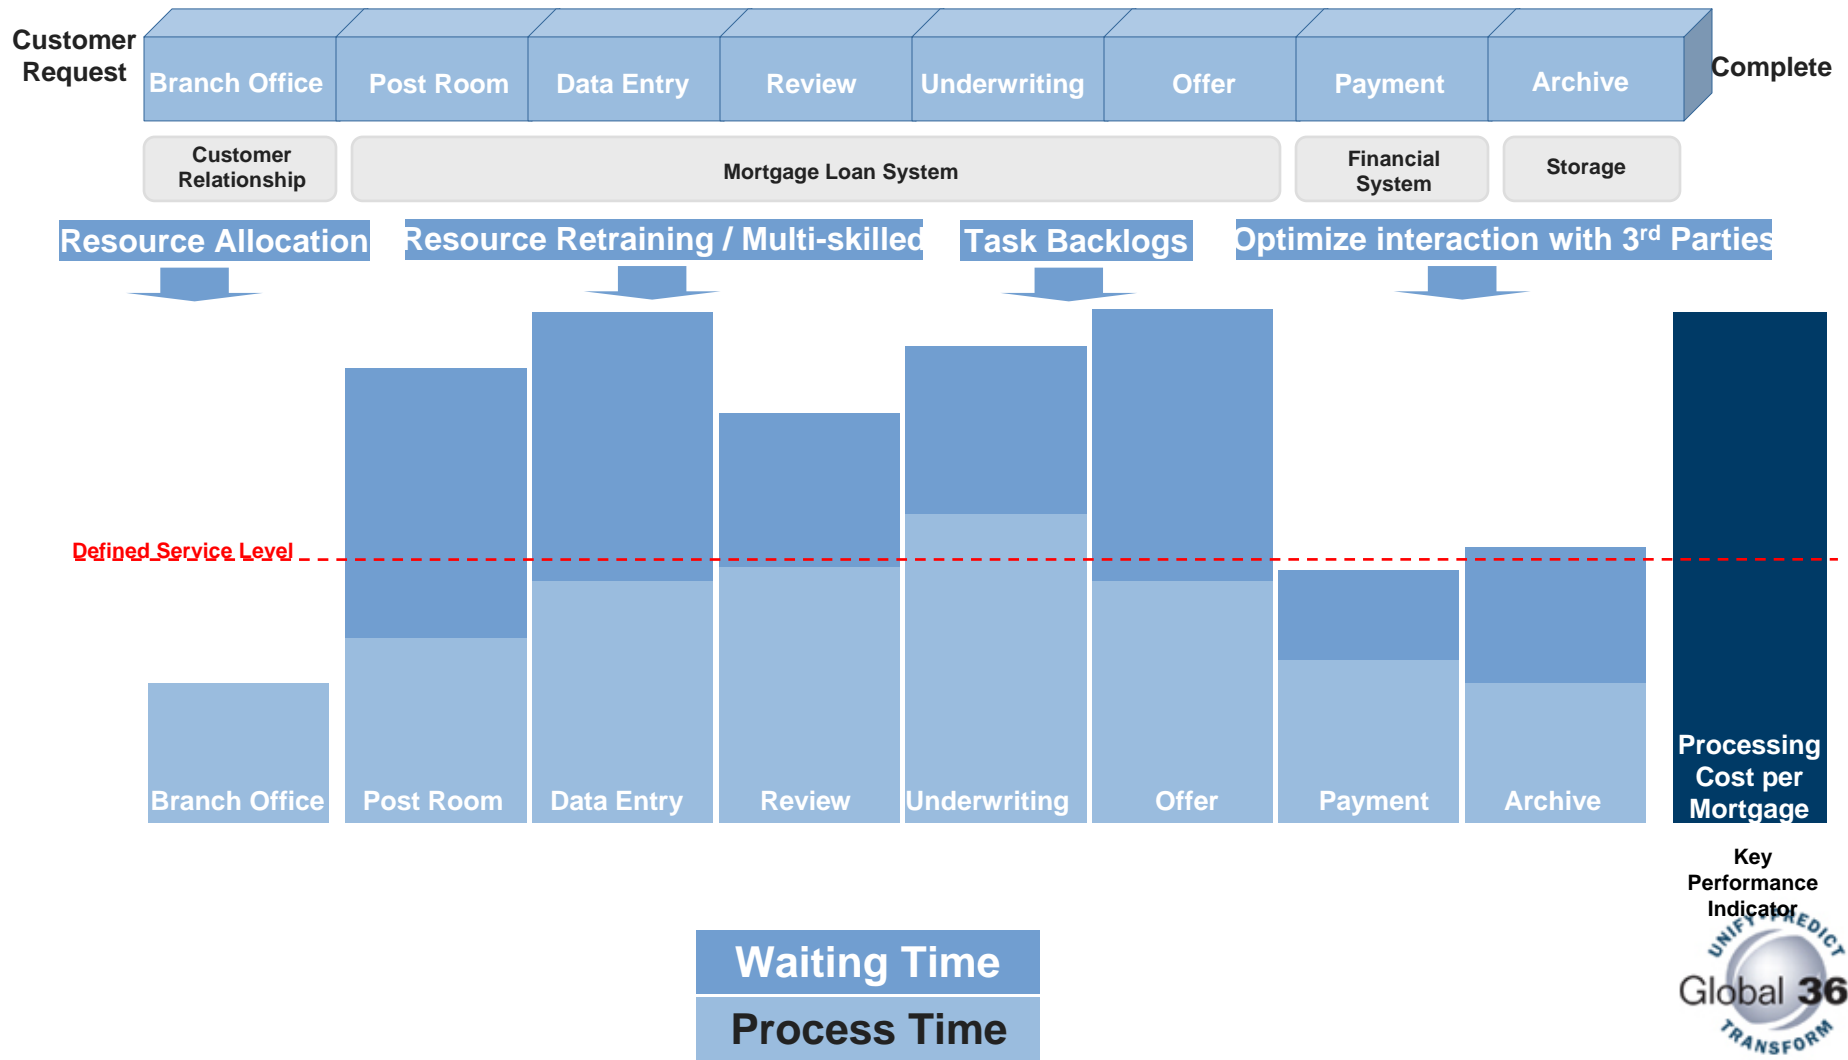 Customer
Request
Branch Office
Post Room
Data Entry
Review
Underwriting
Offer
Payment
Archive
Complete
Customer
Relationship
Mortgage Loan System
Financial
System
Storage
Resource Allocation
Resource Retraining / Multi-skilled
Task Backlogs
Optimize interaction with 3rd Parties
Defined Service Level
Branch Office
Post Room
Data Entry
Review
Underwriting
Offer
Payment
Archive
Processing
Cost per
Mortgage
Key
Performance
Indicator
UNIFY • PREDICT
Global 36
TRANSFORM
Waiting Time
Process Time